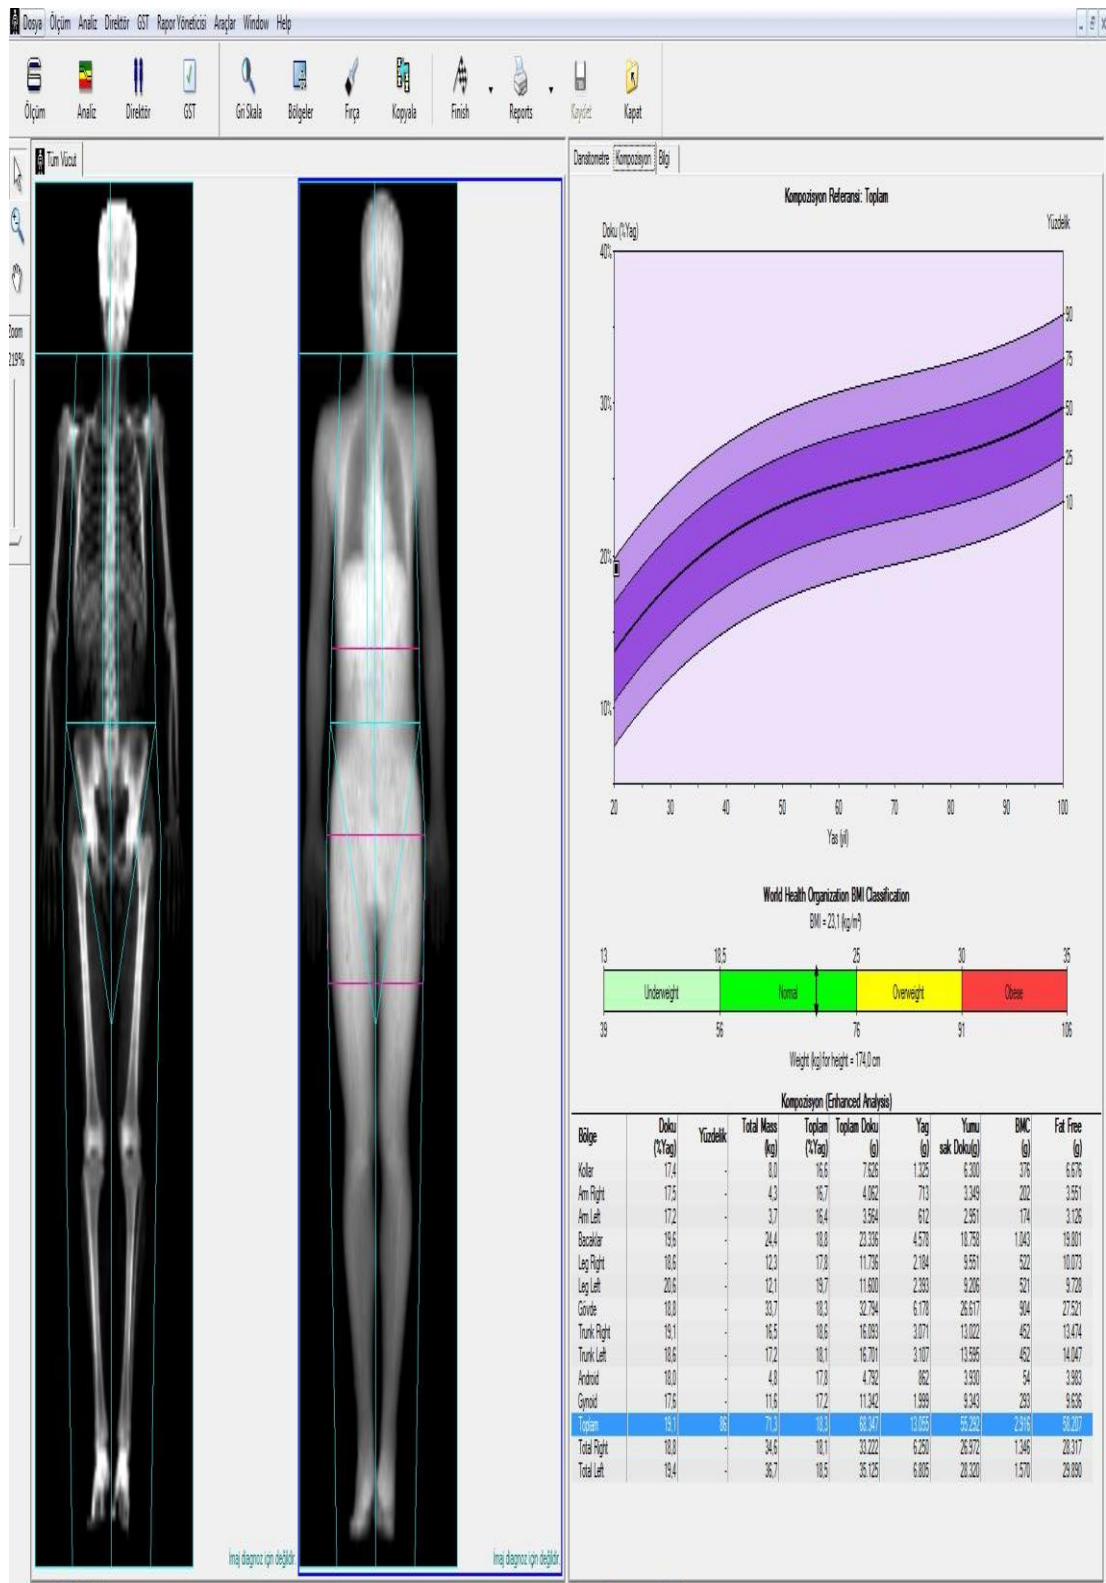 Dosya Ölçüm Analiz Direktör GST Rapor Yöneticisi Araçlar Window Help
Ölçüm Analiz Direktör GST Gri Skala Bölgeler Fırça Kopyala Finish Reports Kaydet Kapat
Tüm Vücut
Zoom
219%
İmaj diagnoz için değildir.
İmaj diagnoz için değildir.
Dansitometre Kompozisyon Bilgi
Kompozisyon Referansı: Toplam
Doku (%Yag) Yüzdelik
40%
30%
20%
10%
90
75
50
25
10
20 30 40 50 60 70 80 90 100
Yas (yil)
World Health Organization BMI Classification
BMI = 23,1 (kg/m²)
13 18,5 25 30 35
Underweight Normal Overweight Obese
39 56 76 91 106
Weight (kg) for height = 174,0 cm
Kompozisyon (Enhanced Analysis)
Bölge Doku (%Yag) Yüzdelik Total Mass (kg) Toplam (%Yag) Toplam Doku (g) Yag (g) Yumu sak Doku(g) BMC (g) Fat Free (g)
Kollar 17,4 - 8,0 16,6 7.626 1.325 6.300 376 6.676
Arm Right 17,5 - 4,3 16,7 4.062 713 3.349 202 3.551
Arm Left 17,2 - 3,7 16,4 3.564 612 2.951 174 3.126
Bacaklar 19,6 - 24,4 18,8 23.336 4.578 18.758 1.043 19.801
Leg Right 18,6 - 12,3 17,8 11.736 2.184 9.551 522 10.073
Leg Left 20,6 - 12,1 19,7 11.600 2.393 9.206 521 9.728
Gövde 18,8 - 33,7 18,3 32.794 6.178 26.617 904 27.521
Trunk Right 19,1 - 16,5 18,6 16.093 3.071 13.022 452 13.474
Trunk Left 18,6 - 17,2 18,1 16.701 3.107 13.595 452 14.047
Android 18,0 - 4,8 17,8 4.792 862 3.930 54 3.983
Gynoid 17,6 - 11,6 17,2 11.342 1.999 9.343 293 9.636
Toplam 19,1 86 71,3 18,3 68.347 13.055 55.292 2.916 58.207
Total Right 18,8 - 34,6 18,1 33.222 6.250 26.972 1.346 28.317
Total Left 19,4 - 36,7 18,5 35.125 6.805 28.320 1.570 29.890